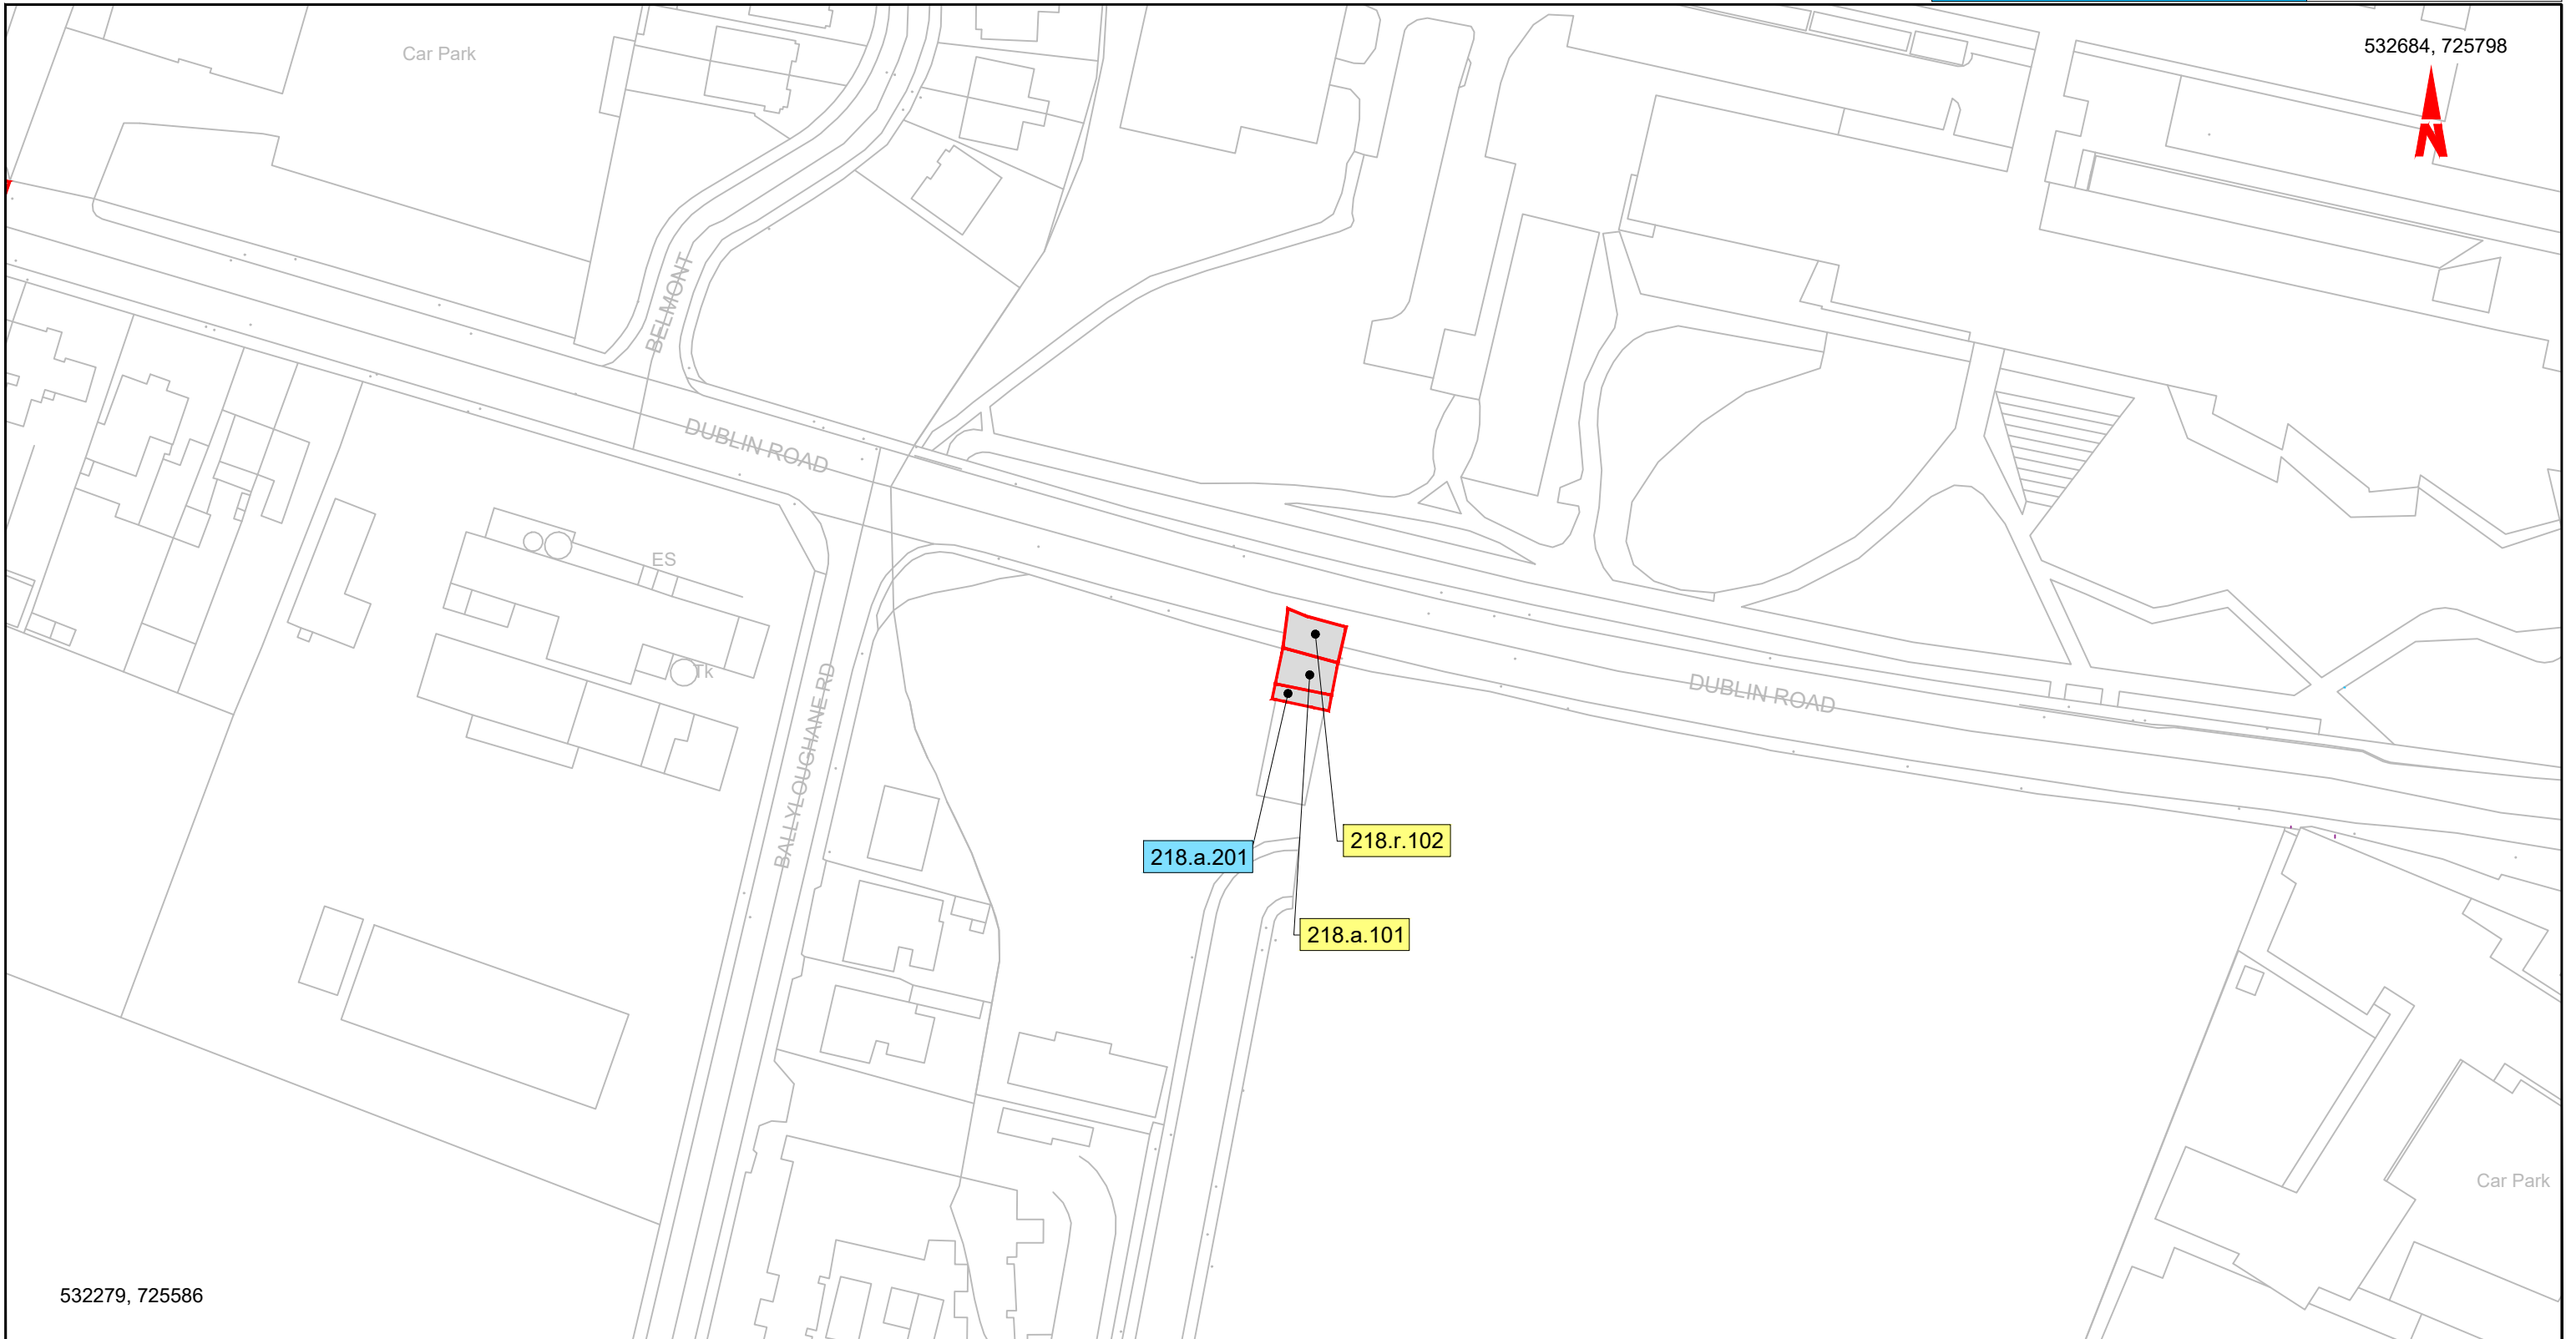 Car Park
532684, 725798
N
BELMONT
DUBLIN ROAD
ES
Tk
BALLYLOUGHANE RD
DUBLIN ROAD
218.r.102
218.a.201
218.a.101
Car Park
532279, 725586